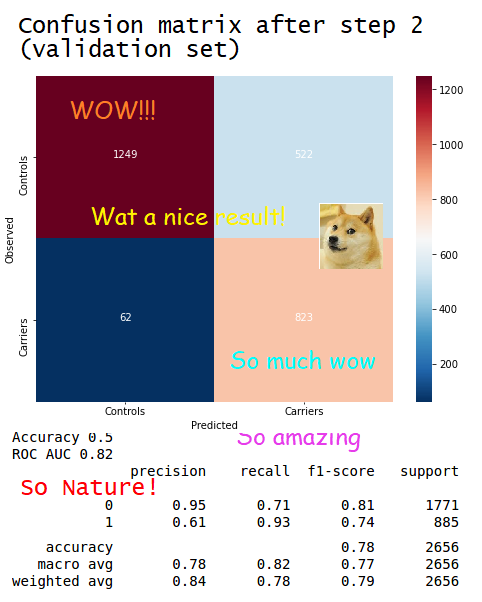 Confusion matrix after step 2
(validation set)
WOW!!!
1249
522
Wat a nice result!
62
823
So much wow
Controls
Carriers
Observed
Controls
Carriers
Predicted
1000
800
600
400
200
1200
So amazing
Accuracy 0.5
ROC AUC 0.82
precision recall f1-score support
So Nature!
0 0.95 0.71 0.81 1771
1 0.61 0.93 0.74 885
accuracy 0.78 2656
macro avg 0.78 0.82 0.77 2656
weighted avg 0.84 0.78 0.79 2656